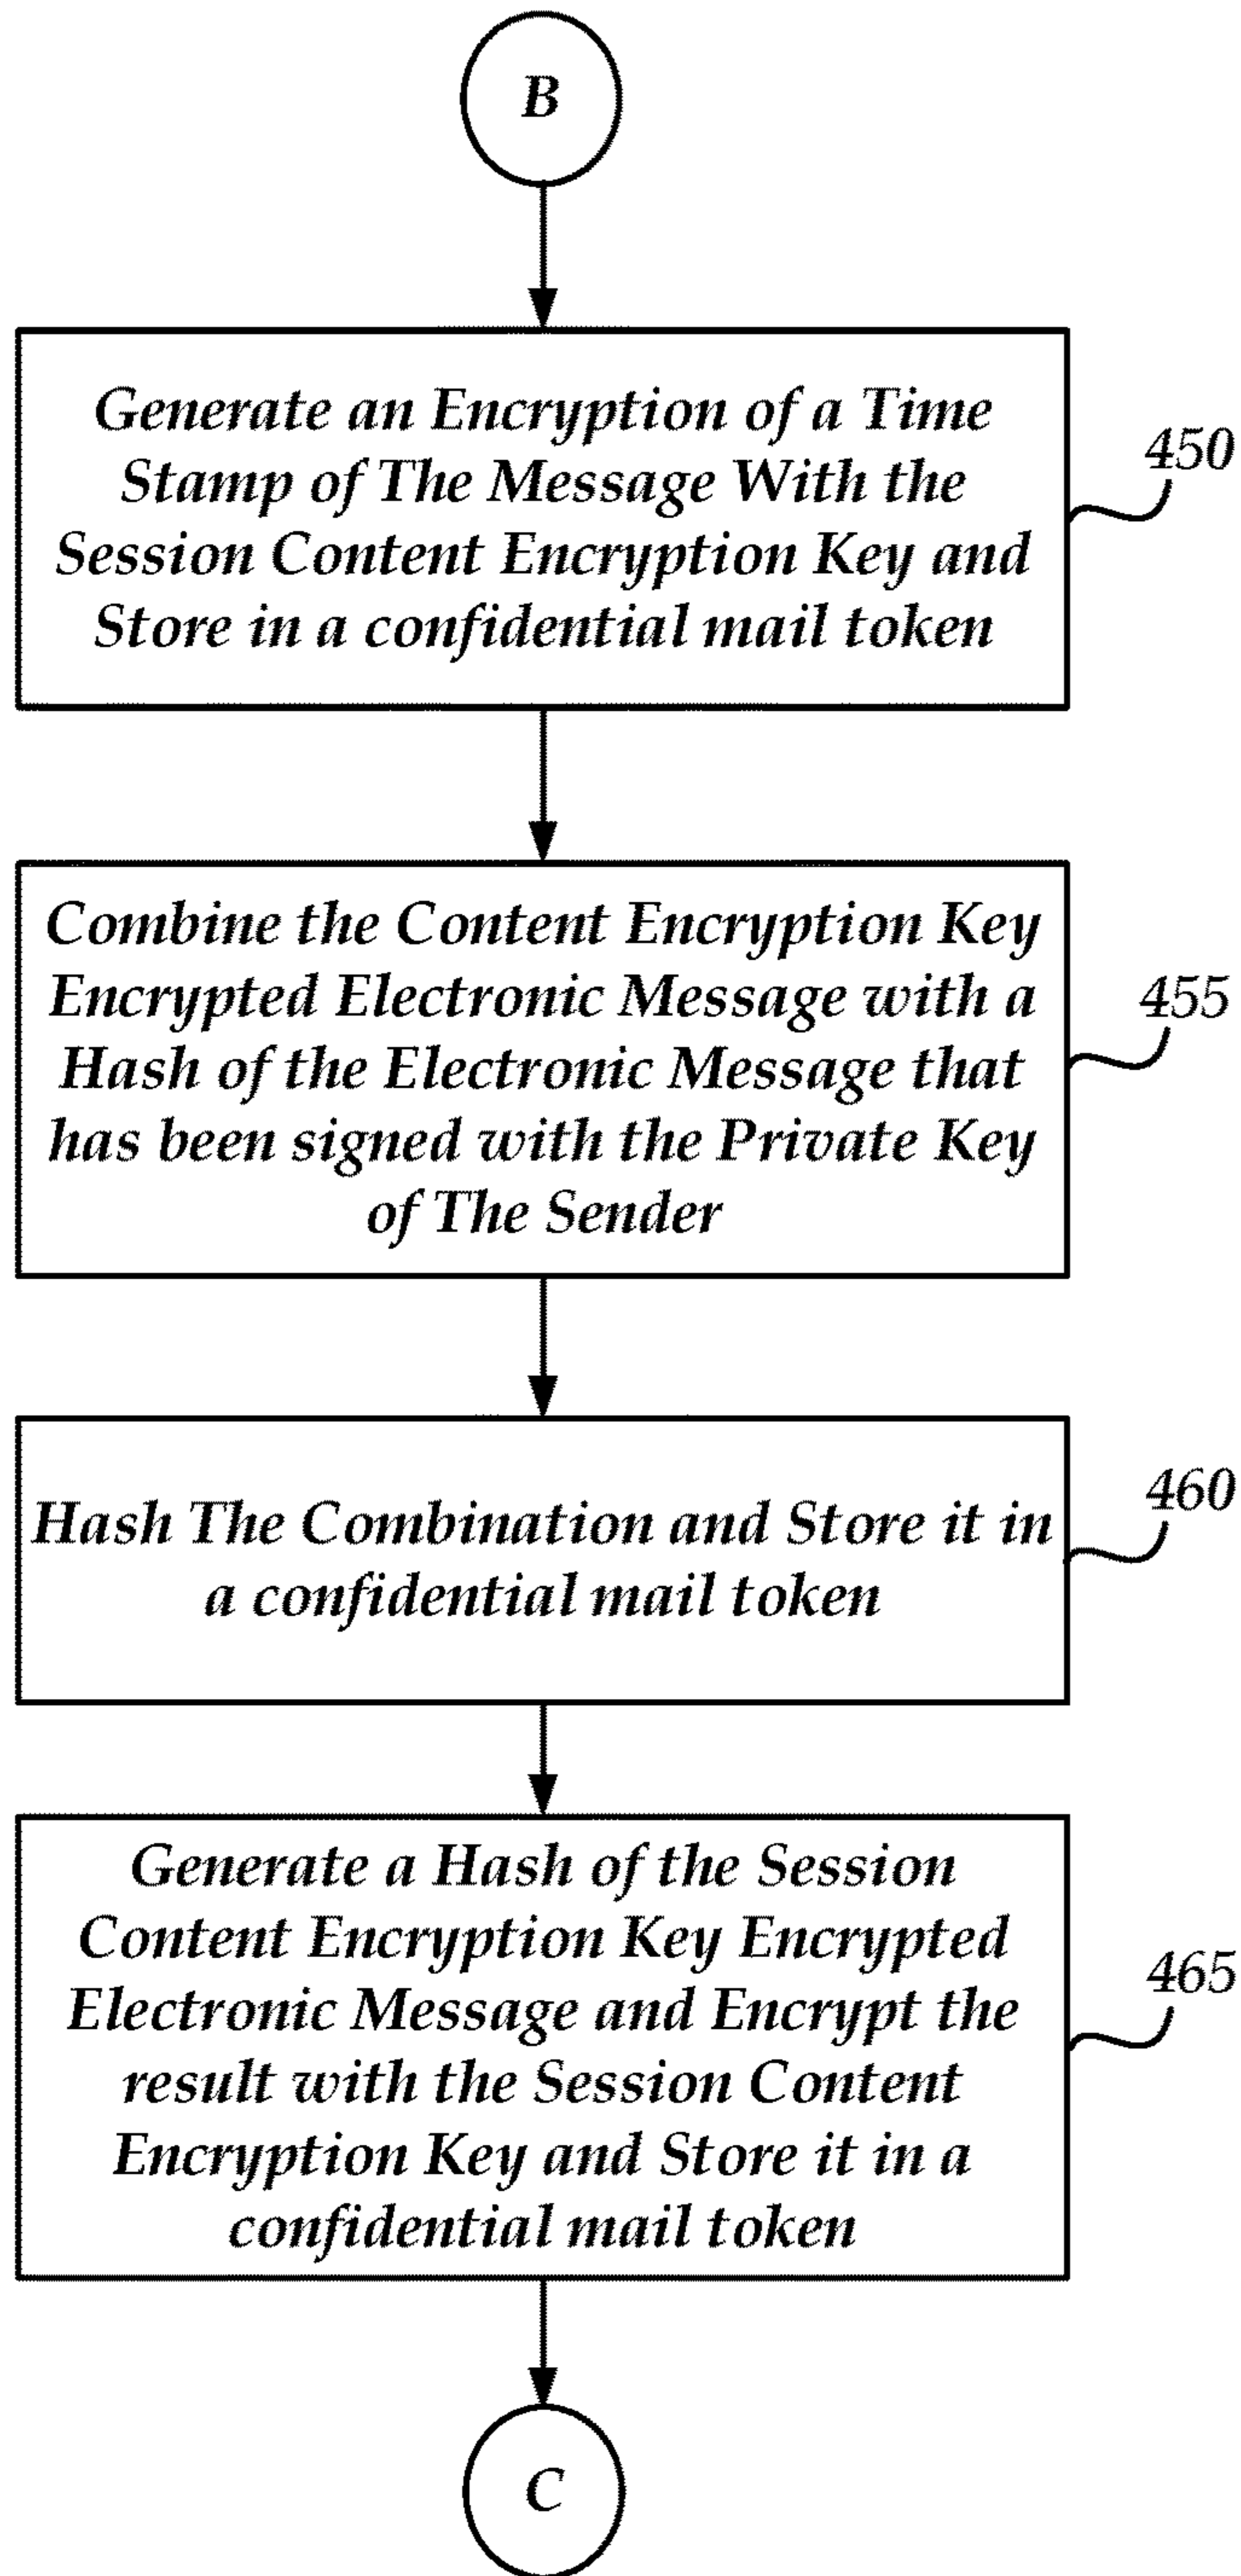 B
Generate an Encryption of a Time
Stamp of The Message With the
Session Content Encryption Key and
Store in a confidential mail token
450
Combine the Content Encryption Key
Encrypted Electronic Message with a
Hash of the Electronic Message that
has been signed with the Private Key
of The Sender
455
Hash The Combination and Store it in
a confidential mail token
460
Generate a Hash of the Session
Content Encryption Key Encrypted
Electronic Message and Encrypt the
result with the Session Content
Encryption Key and Store it in a
confidential mail token
465
C